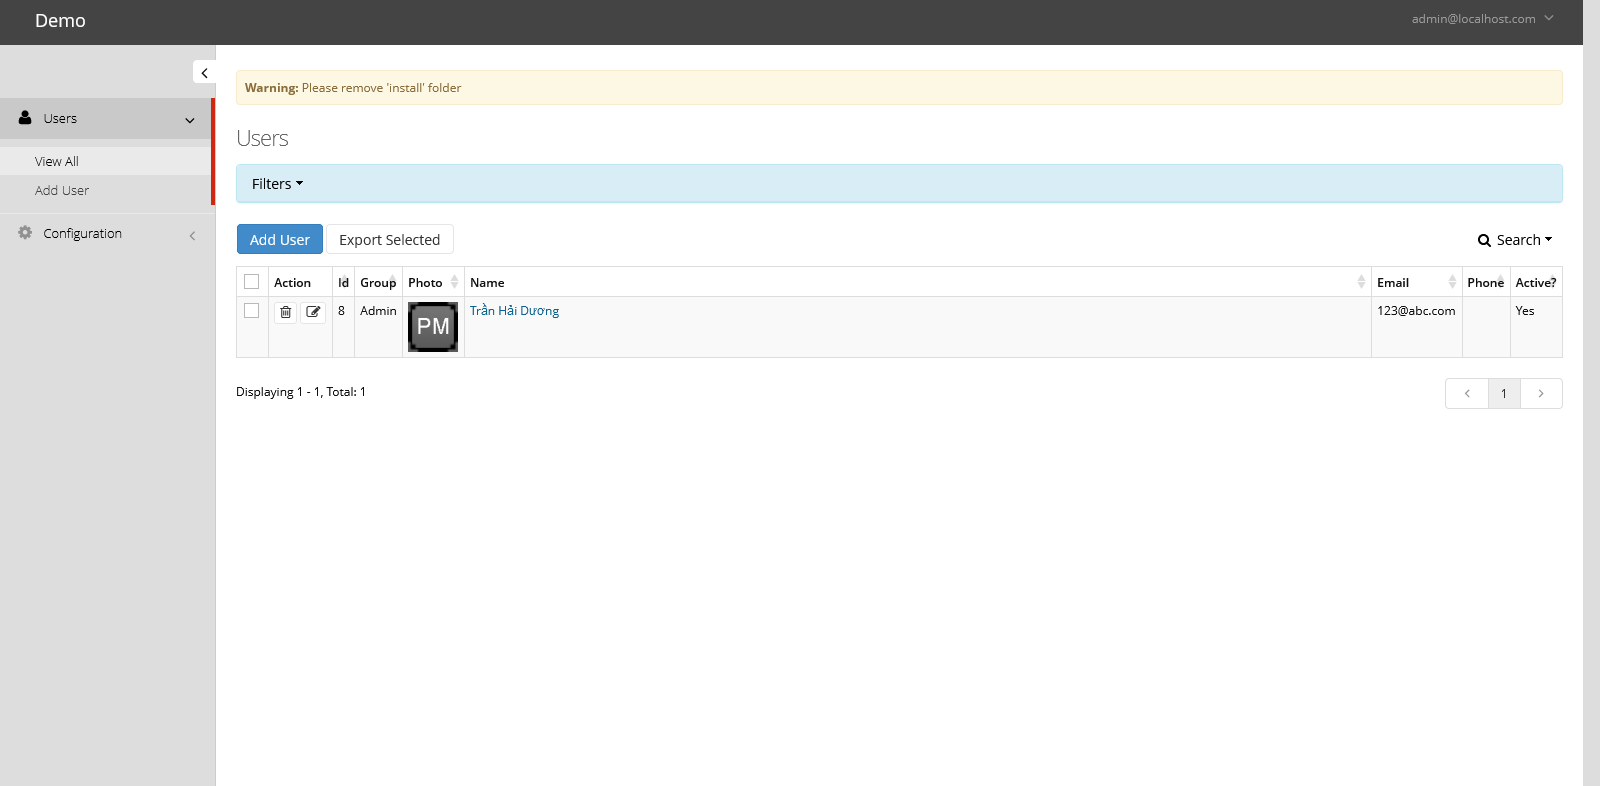 Demo
admin@localhost.com
Warning: Please remove 'install' folder
Users
View All
Add User
Configuration
Users
Filters
Add User
Export Selected
Search
Action Id Group Photo Name Email Phone Active?
8 Admin PM Trần Hải Dương 123@abc.com Yes
Displaying 1 - 1, Total: 1
1